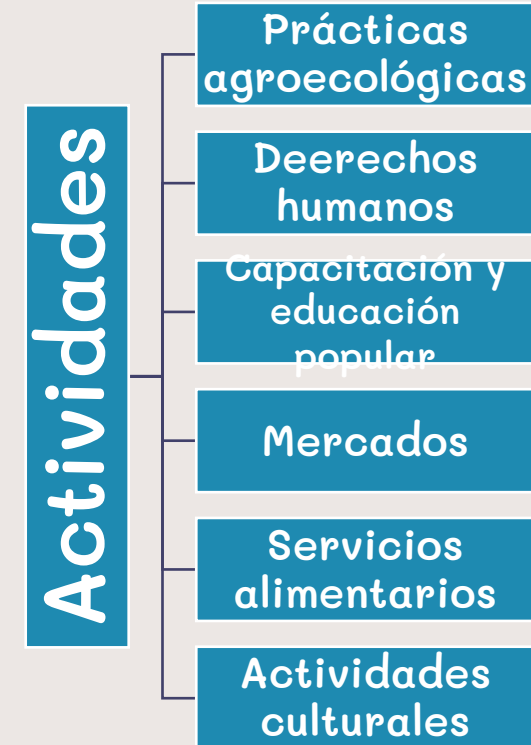 Actividades
Prácticas
agroecológicas
Deerechos
humanos
Capacitación y
educación
popular
Mercados
Servicios
alimentarios
Actividades
culturales